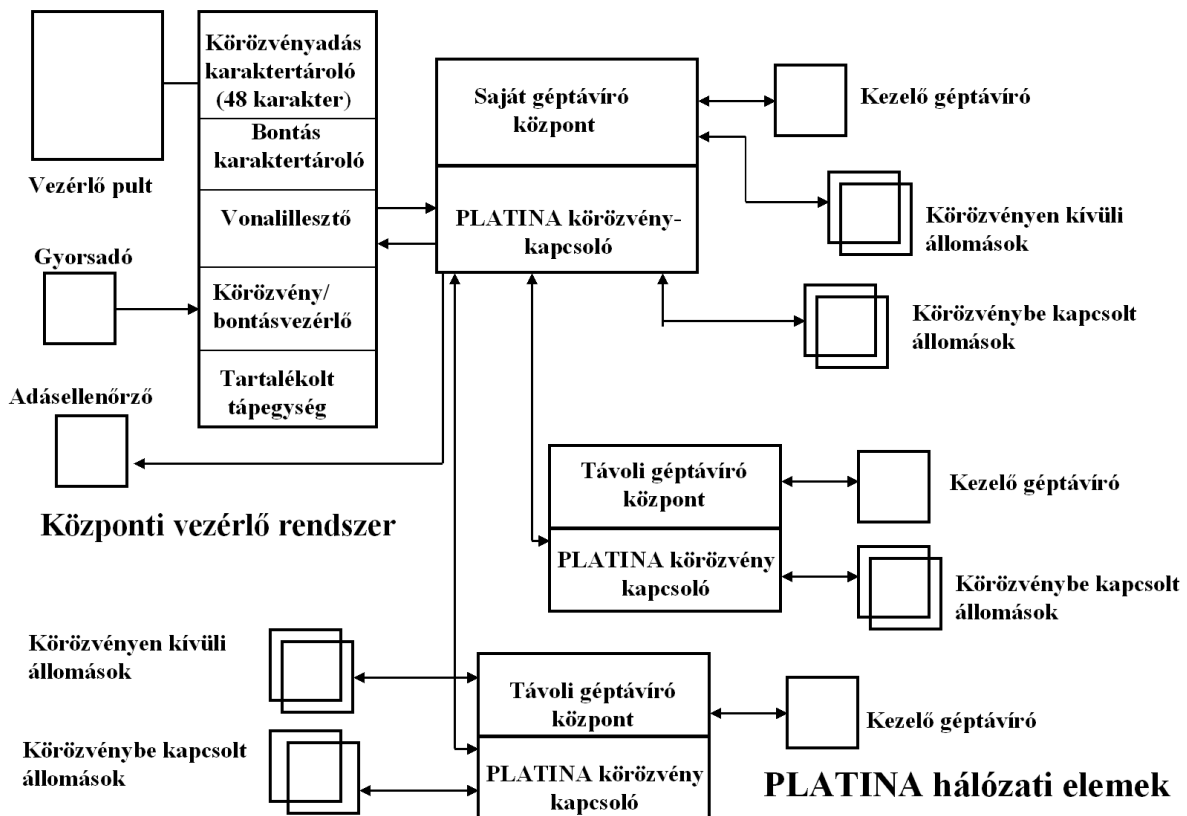 Körözvényadás
karaktertároló
(48 karakter)
Bontás
karaktertároló
Vonalillesztő
Körözvény/
bontásvezérlő
Tartalékolt
tápegység
Vezérlő pult
Gyorsadó
Adásellenőrző
Központi vezérlő rendszer
Saját géptávíró
központ
PLATINA körözvény-
kapcsoló
Kezelő géptávíró
Körözvényen kívüli
állomások
Körözvénybe kapcsolt
állomások
Távoli géptávíró
központ
PLATINA körözvény
kapcsoló
Kezelő géptávíró
Körözvénybe kapcsolt
állomások
Körözvényen kívüli
állomások
Körözvénybe kapcsolt
állomások
Távoli géptávíró
központ
PLATINA körözvény
kapcsoló
Kezelő géptávíró
PLATINA hálózati elemek